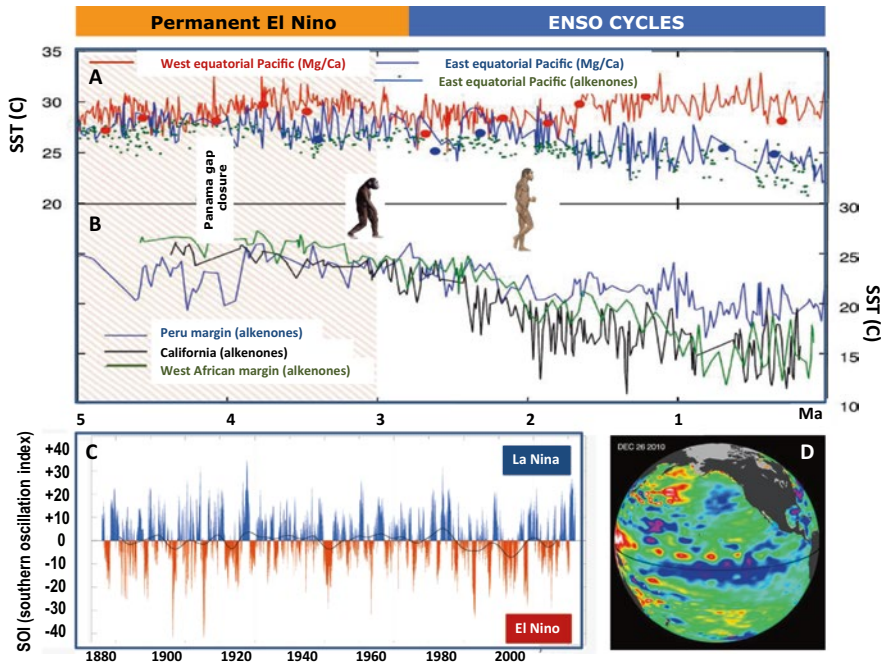 Permanent El Nino
ENSO CYCLES
35
A
West equatorial Pacific (Mg/Ca)
East equatorial Pacific (Mg/Ca)
East equatorial Pacific (alkenones)
30
25
20
SST (C)
Panama gap
closure
B
30
25
20
15
10
SST (C)
Peru margin (alkenones)
California (alkenones)
West African margin (alkenones)
5
4
3
2
1
Ma
C
+40
+30
+20
+10
0
-10
-20
-30
-40
SOI (southern oscillation index)
La Nina
El Nino
1880
1900
1920
1940
1960
1980
2000
DEC 26 2010
D